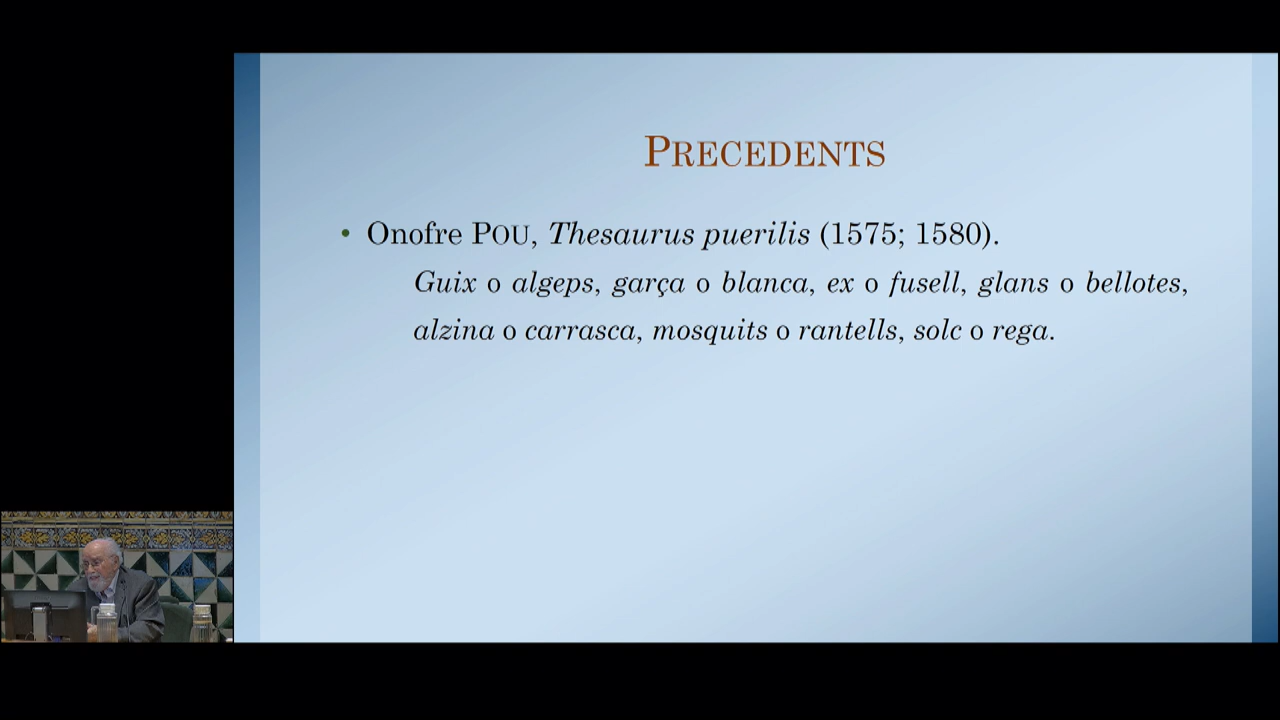 PRECEDENTS
• Onofre POU, Thesaurus puerilis (1575; 1580).
Guix o algeps, garça o blanca, ex o fusell, glans o bellotes,
alzina o carrasca, mosquits o rantells, solc o rega.